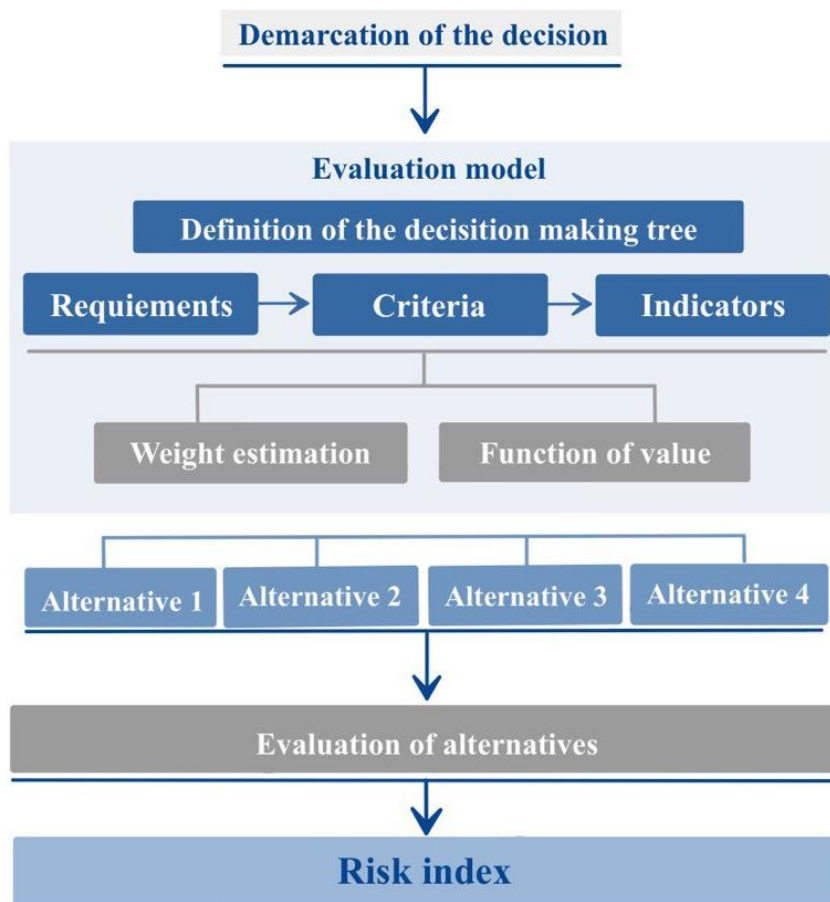 Demarcation of the decision
Evaluation model
Definition of the decisition making tree
Requiements
Criteria
Indicators
Weight estimation
Function of value
Alternative 1
Alternative 2
Alternative 3
Alternative 4
Evaluation of alternatives
Risk index